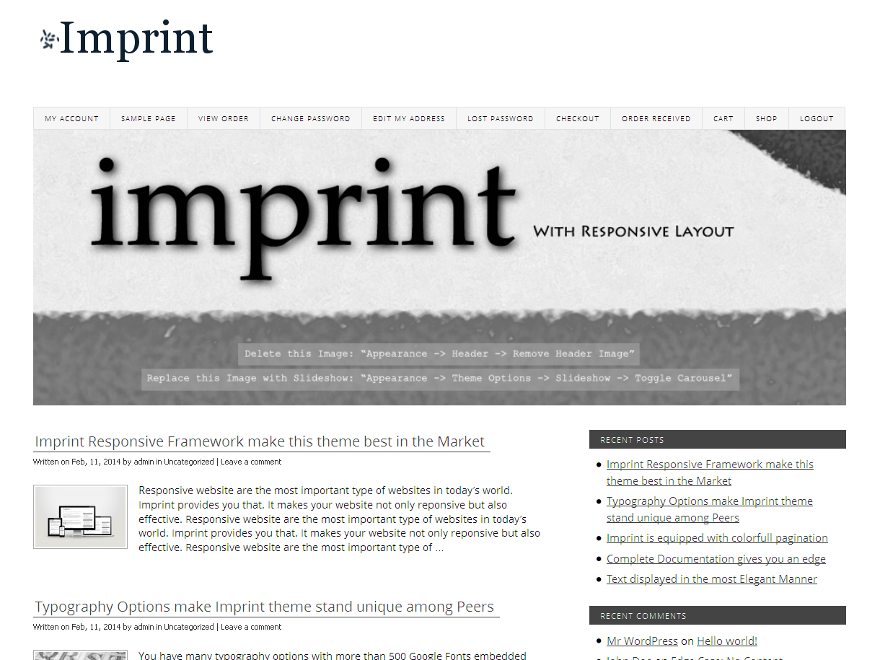 Imprint
MY ACCOUNT SAMPLE PAGE VIEW ORDER CHANGE PASSWORD EDIT MY ADDRESS LOST PASSWORD CHECKOUT ORDER RECEIVED CART SHOP LOGOUT
imprint
WITH RESPONSIVE LAYOUT
Delete this Image: “Appearance -> Header -> Remove Header Image”
Replace this Image with Slideshow: “Appearance -> Theme Options -> Slideshow -> Toggle Carousel”
Imprint Responsive Framework make this theme best in the Market
Written on Feb, 11, 2014 by admin in Uncategorized | Leave a comment
Responsive website are the most important type of websites in today’s world.
Imprint provides you that. It makes your website not only reponsive but also
effective. Responsive website are the most important type of websites in today’s
world. Imprint provides you that. It makes your website not only reponsive but also
effective. Responsive website are the most important type of ...
Typography Options make Imprint theme stand unique among Peers
Written on Feb, 11, 2014 by admin in Uncategorized | Leave a comment
You have many typography options with more than 500 Google Fonts embedded
RECENT POSTS
Imprint Responsive Framework make this
theme best in the Market
Typography Options make Imprint theme
stand unique among Peers
Imprint is equipped with colorfull pagination
Complete Documentation gives you an edge
Text displayed in the most Elegant Manner
RECENT COMMENTS
Mr WordPress on Hello world!
John Doe on Edge Case: No Content